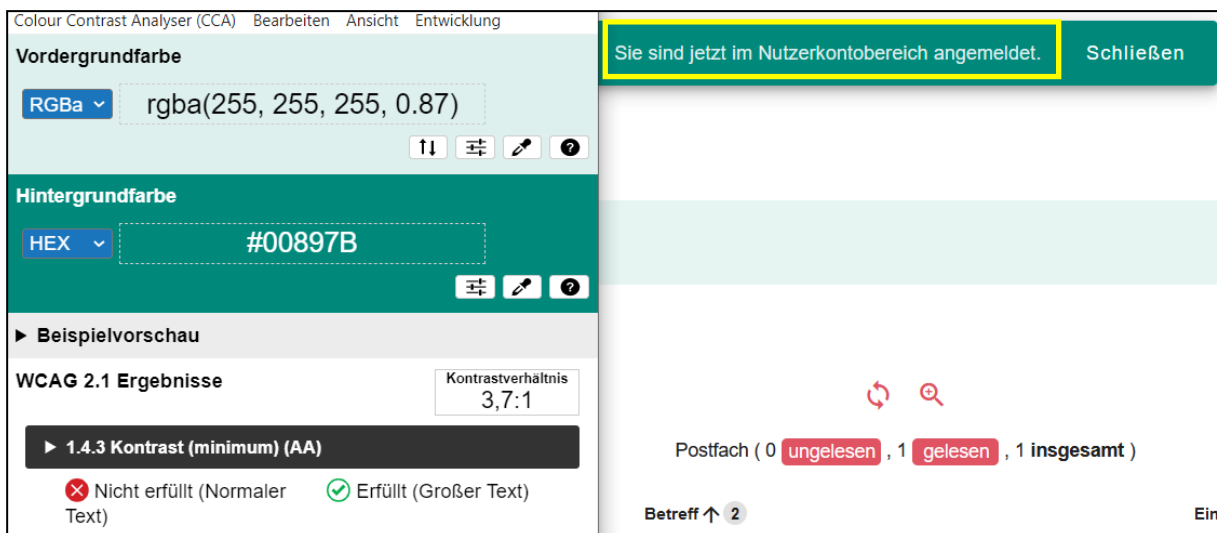 Colour Contrast Analyser (CCA) Bearbeiten Ansicht Entwicklung
Vordergrundfarbe
RGBa rgba(255, 255, 255, 0.87)
Hintergrundfarbe
HEX #00897B
Beispielvorschau
WCAG 2.1 Ergebnisse
Kontrastverhältnis
3,7:1
1.4.3 Kontrast (minimum) (AA)
Nicht erfüllt (Normaler
Text)
Erfüllt (Großer Text)
Sie sind jetzt im Nutzerkontobereich angemeldet. Schließen
Postfach ( 0 ungelesen , 1 gelesen , 1 insgesamt )
Betreff 2 Ein